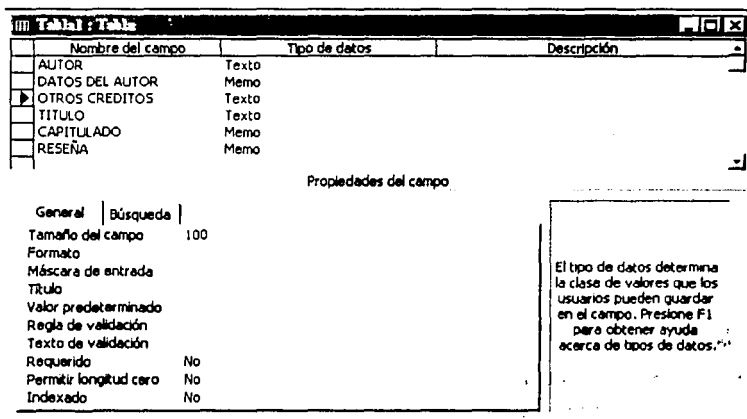 Tabla1 : Tabla
Nombre del campo Tipo de datos Descripción
AUTOR Texto
DATOS DEL AUTOR Memo
OTROS CREDITOS Texto
TITULO Texto
CAPITULADO Memo
RESEÑA Memo
Propiedades del campo
General Búsqueda
Tamaño del campo 100
Formato
Máscara de entrada
Título
Valor predeterminado
Regla de validación
Texto de validación
Requerido No
Permitir longitud cero No
Indexado No
El tipo de datos determina
la clase de valores que los
usuarios pueden guardar
en el campo. Presione F1
para obtener ayuda
acerca de tipos de datos.